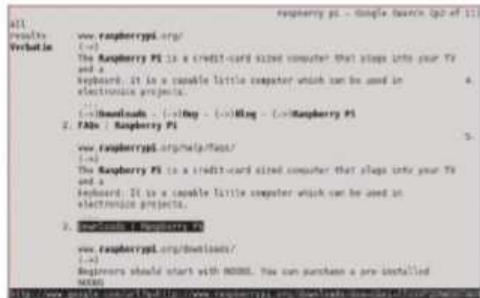 raspberry pi - Google Search (p2 of 11)
all
results
Verbatim
www.raspberrypi.org/
(->)
The Raspberry Pi is a credit-card sized computer that plugs into your TV
and a
keyboard. It is a capable little computer which can be used in
electronics projects.
...
(->)Downloads - (->)Buy - (->)Blog - (->)Raspberry Pi
2. FAQs | Raspberry Pi
www.raspberrypi.org/help/faqs/
(->)
The Raspberry Pi is a credit-card sized computer that plugs into your TV
and a
keyboard. It is a capable little computer which can be used in
electronics projects.
3. Downloads | Raspberry Pi
www.raspberrypi.org/downloads/
(->)
Beginners should start with NOOBS. You can purchase a pre-installed
NOOBS
4.
5.